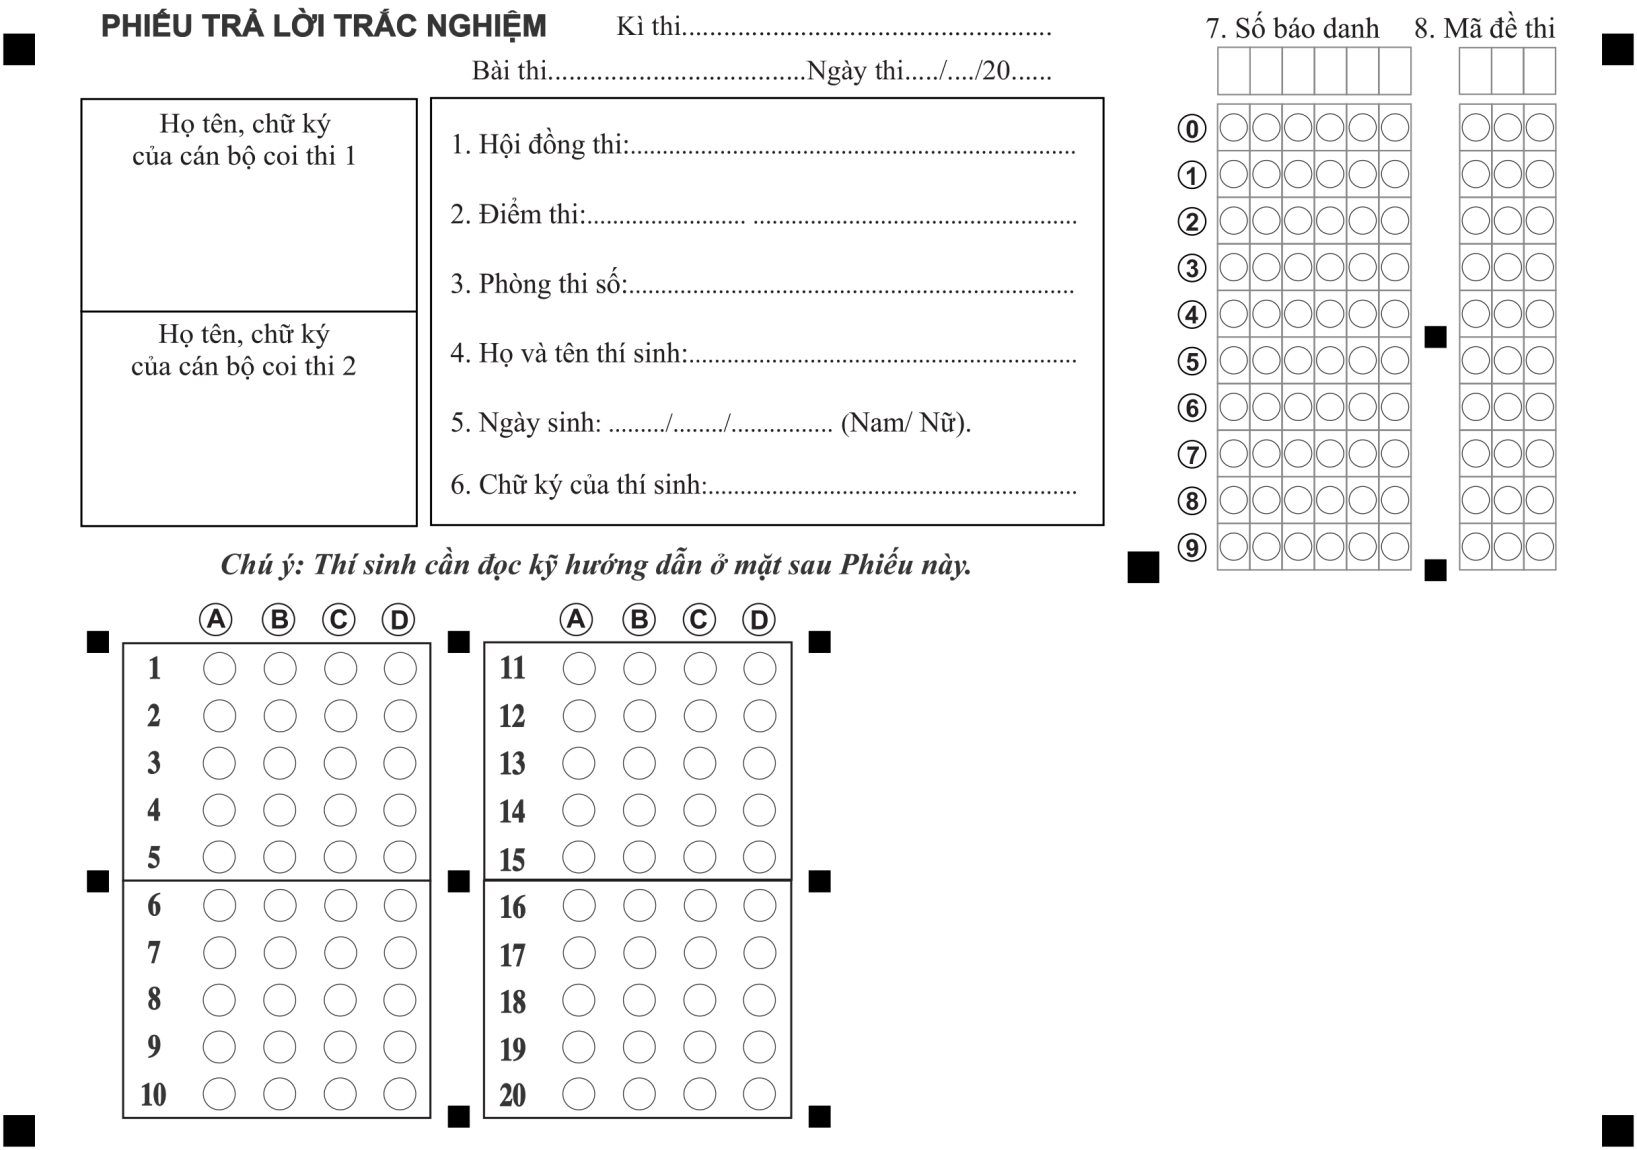 PHIẾU TRẢ LỜI TRẮC NGHIỆM
Kì thi.....................................................
Bài thi.....................................Ngày thi...../..../20......
Họ tên, chữ ký
của cán bộ coi thi 1
Họ tên, chữ ký
của cán bộ coi thi 2
1. Hội đồng thi:......................................................................
2. Điểm thi:......................... ...................................................
3. Phòng thi số:......................................................................
4. Họ và tên thí sinh:.............................................................
5. Ngày sinh: ........./......../................ (Nam/ Nữ).
6. Chữ ký của thí sinh:..........................................................
7. Số báo danh
8. Mã đề thi
0
1
2
3
4
5
6
7
8
9
Chú ý: Thí sinh cần đọc kỹ hướng dẫn ở mặt sau Phiếu này.
A B C D
1
2
3
4
5
6
7
8
9
10
A B C D
11
12
13
14
15
16
17
18
19
20